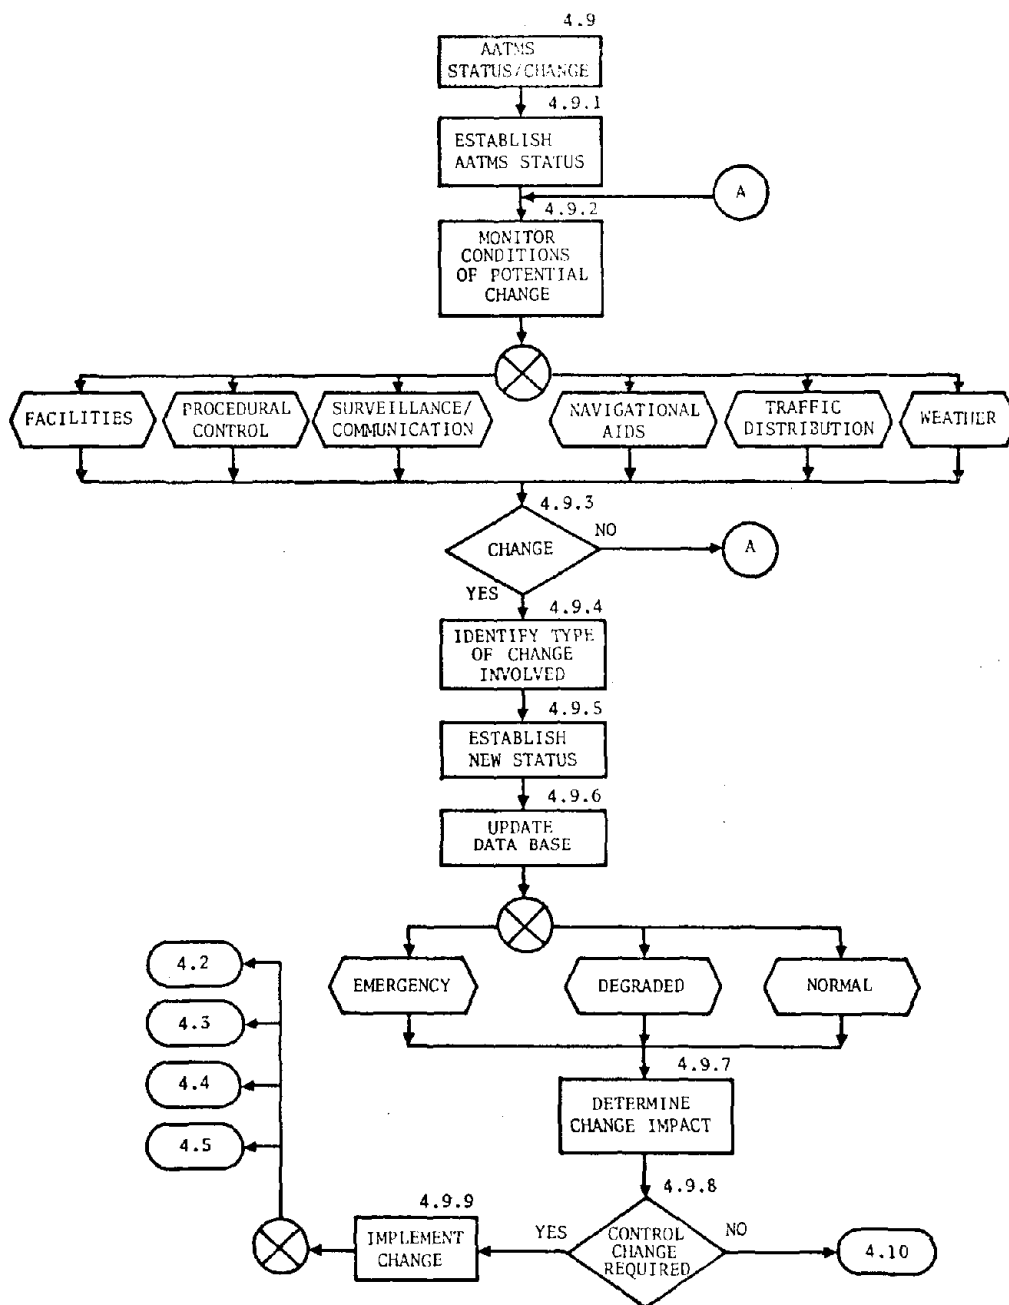 4.9
AATMS
STATUS/CHANGE
4.9.1
ESTABLISH
AATMS STATUS
A
4.9.2
MONITOR
CONDITIONS
OF POTENTIAL
CHANGE
FACILITIES
PROCEDURAL
CONTROL
SURVEILLANCE/
COMMUNICATION
NAVIGATIONAL
AIDS
TRAFFIC
DISTRIBUTION
WEATHER
4.9.3
CHANGE
NO
A
YES
4.9.4
IDENTIFY TYPE
OF CHANGE
INVOLVED
4.9.5
ESTABLISH
NEW STATUS
4.9.6
UPDATE
DATA BASE
EMERGENCY
DEGRADED
NORMAL
4.2
4.3
4.4
4.5
4.9.7
DETERMINE
CHANGE IMPACT
4.9.8
CONTROL
CHANGE
REQUIRED
YES
NO
4.9.9
IMPLEMENT
CHANGE
4.10